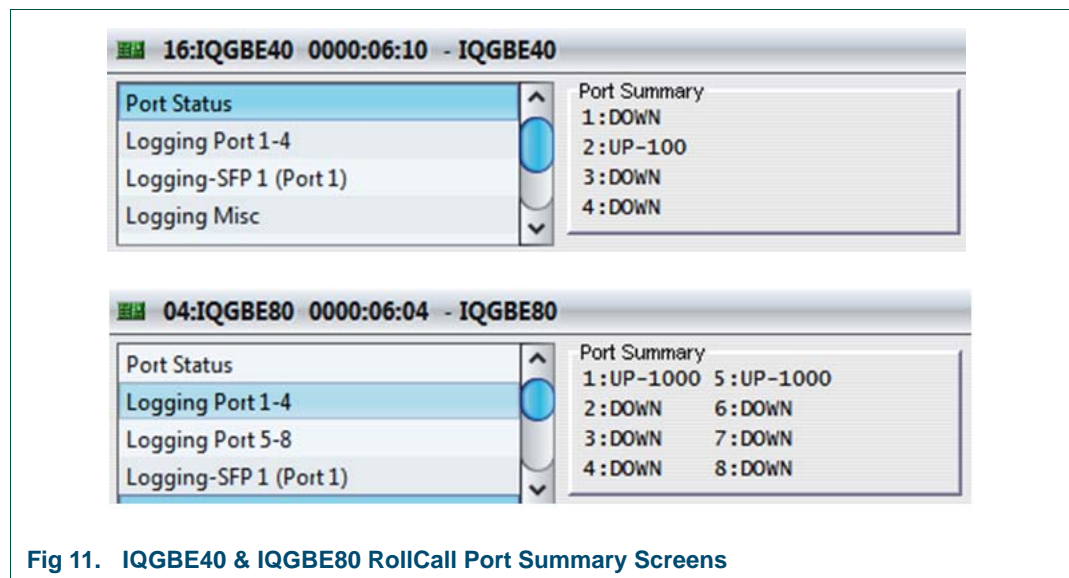 16:IQGBE40 0000:06:10 - IQGBE40
Port Status
Logging Port 1-4
Logging-SFP 1 (Port 1)
Logging Misc
Port Summary
1:DOWN
2:UP-100
3:DOWN
4:DOWN
04:IQGBE80 0000:06:04 - IQGBE80
Port Status
Logging Port 1-4
Logging Port 5-8
Logging-SFP 1 (Port 1)
Port Summary
1:UP-1000 5:UP-1000
2:DOWN 6:DOWN
3:DOWN 7:DOWN
4:DOWN 8:DOWN
Fig 11. IQGBE40 & IQGBE80 RollCall Port Summary Screens